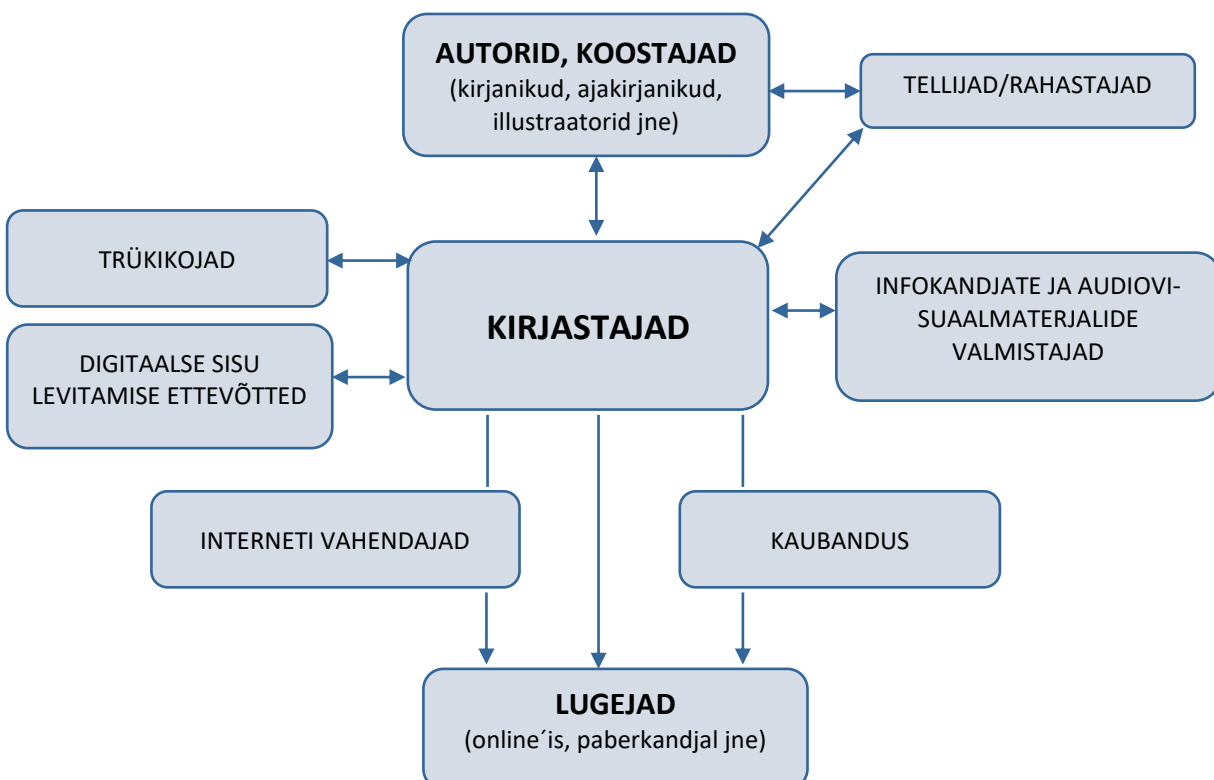 AUTORID, KOOSTAJAD
(kirjanikud, ajakirjanikud,
illustraatorid jne)
TELLIJAD/RAHASTAJAD
TRÜKIKOJAD
KIRJASTAJAD
INFOKANDJATE JA AUDIOVI-
SUAALMATERJALIDE
VALMISTAJAD
DIGITAALSE SISU
LEVITAMISE ETTEVÕTTED
INTERNETI VAHENDAJAD
KAUBANDUS
LUGEJAD
(online´is, paberkandjal jne)